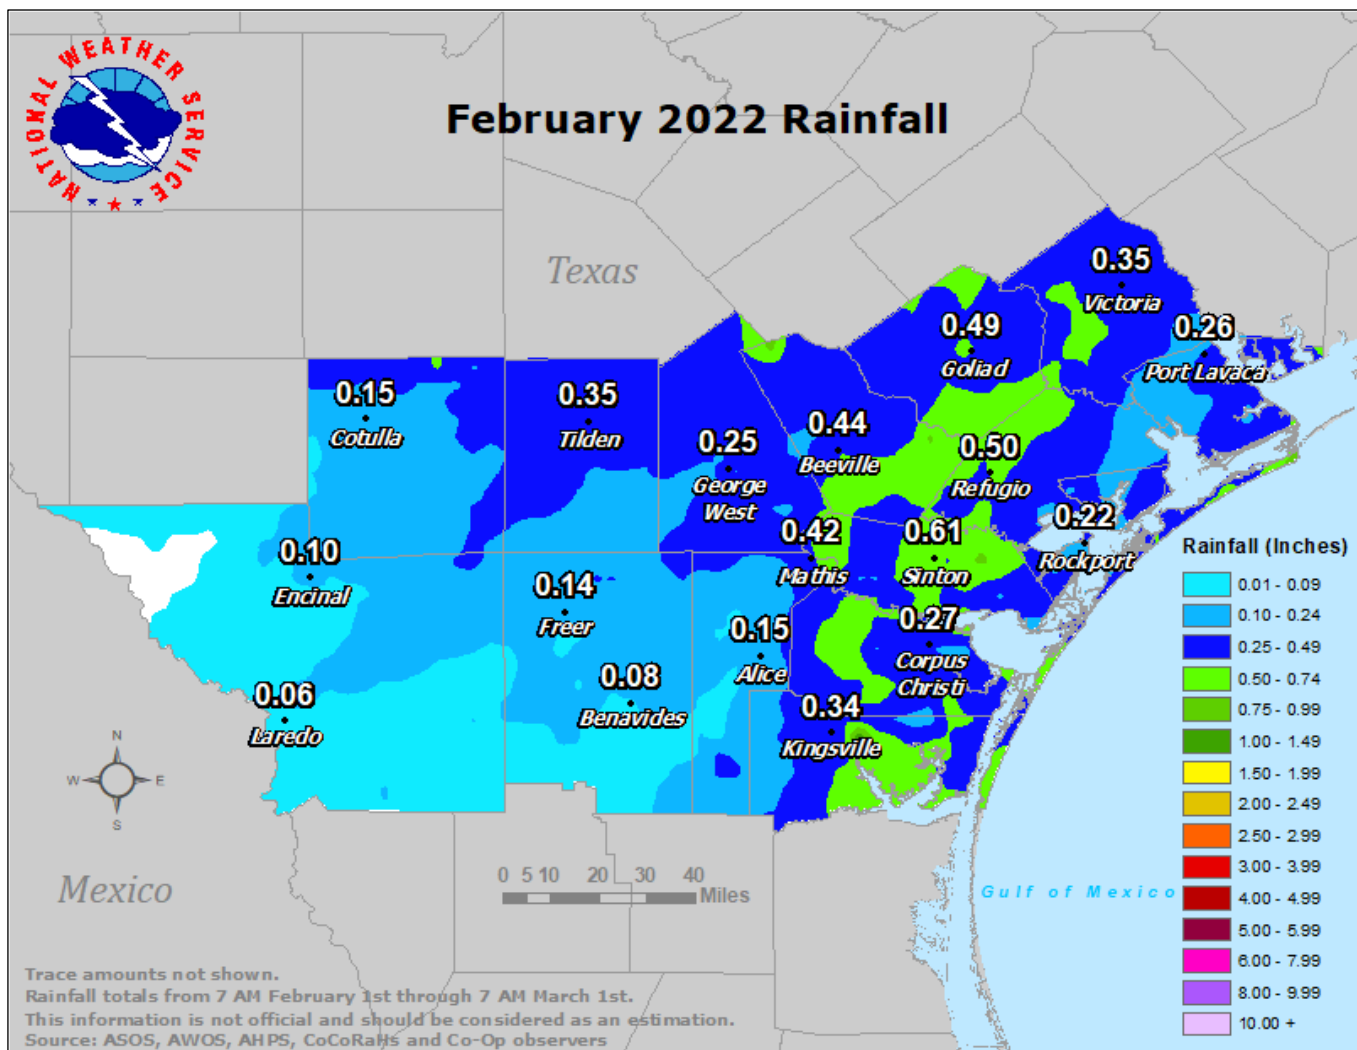 NATIONAL WEATHER SERVICE
February 2022 Rainfall
Texas
0.35
Victoria
0.26
Port Lavaca
0.49
Goliad
0.15
Cotulla
0.35
Tilden
0.44
Beeville
0.25
George
West
0.50
Refugio
0.42
Mathis
0.61
Sinton
0.22
Rockport
0.10
Encinal
0.14
Freer
0.15
Alice
0.27
Corpus
Christi
0.08
Benavides
0.06
Laredo
0.34
Kingsville
N
W E
S
Mexico
0 5 10 20 30 40
Miles
Gulf of Mexico
Rainfall (Inches)
0.01 - 0.09
0.10 - 0.24
0.25 - 0.49
0.50 - 0.74
0.75 - 0.99
1.00 - 1.49
1.50 - 1.99
2.00 - 2.49
2.50 - 2.99
3.00 - 3.99
4.00 - 4.99
5.00 - 5.99
6.00 - 7.99
8.00 - 9.99
10.00 +
Trace amounts not shown.
Rainfall totals from 7 AM February 1st through 7 AM March 1st.
This information is not official and should be considered as an estimation.
Source: ASOS, AWOS, AHPS, CoCoRaHs and Co-Op observers